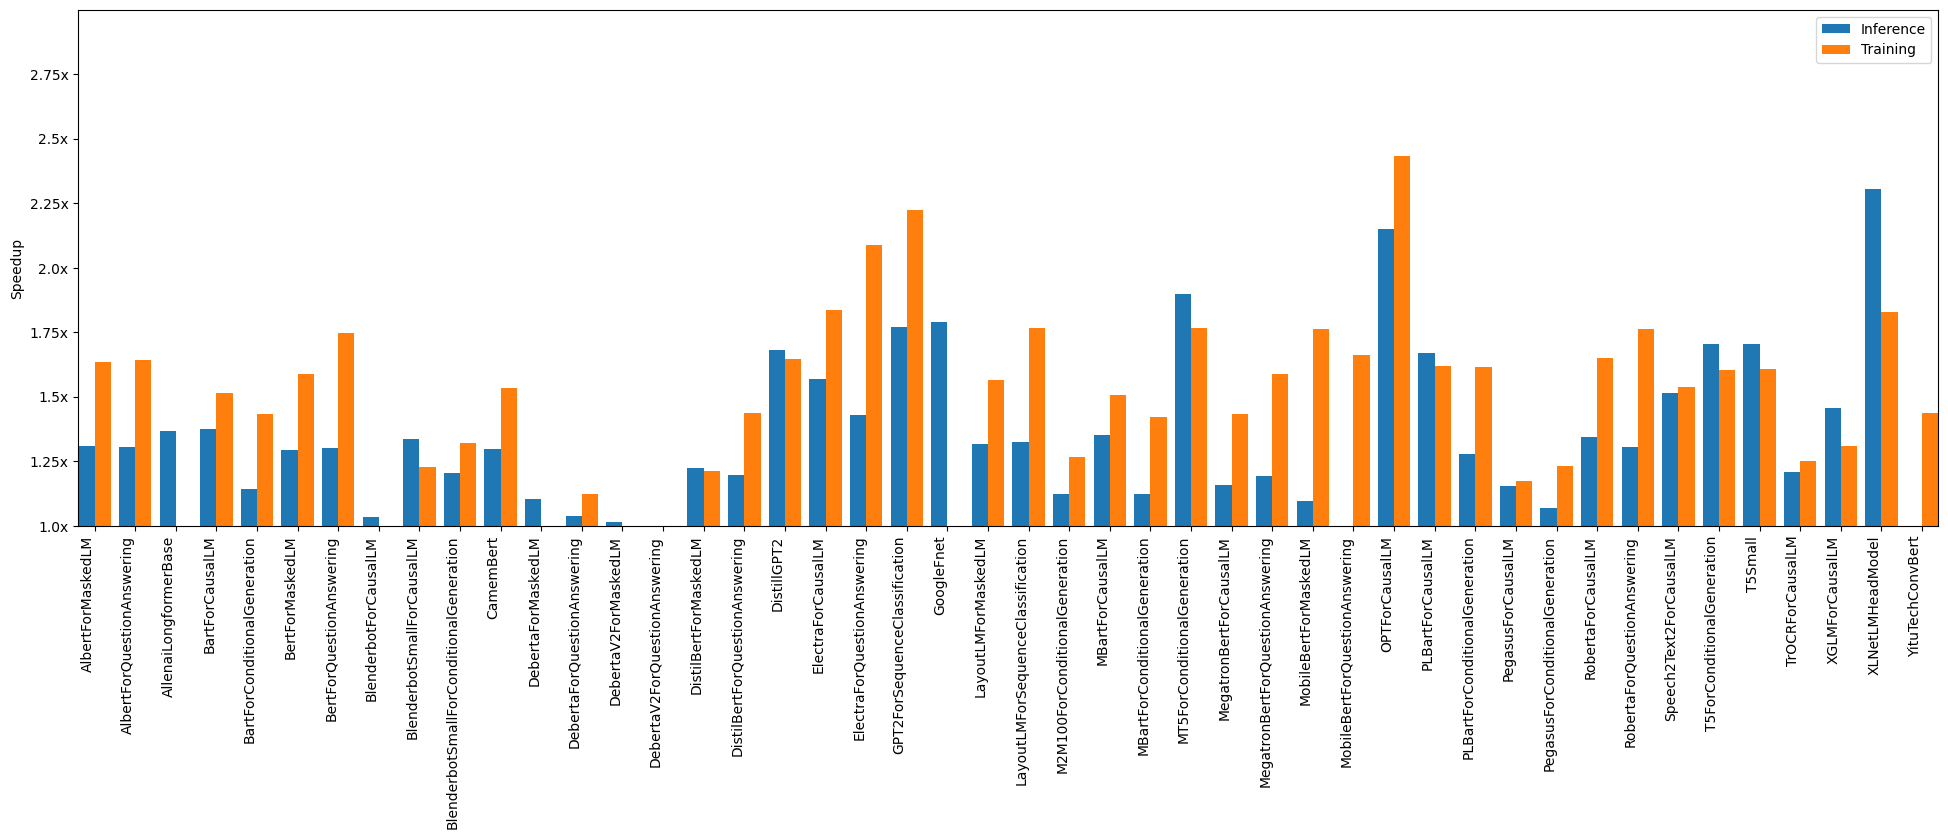 Inference
Training
2.75x
2.5x
2.25x
2.0x
1.75x
1.5x
1.25x
1.0x
Speedup
AlbertForMaskedLM
AlbertForQuestionAnswering
AllenaiLongformerBase
BartForCausalLM
BartForConditionalGeneration
BertForMaskedLM
BertForQuestionAnswering
BlenderbotForCausalLM
BlenderbotSmallForCausalLM
BlenderbotSmallForConditionalGeneration
CamemBert
DebertaForMaskedLM
DebertaForQuestionAnswering
DebertaV2ForMaskedLM
DebertaV2ForQuestionAnswering
DistilBertForMaskedLM
DistilBertForQuestionAnswering
DistillGPT2
ElectraForCausalLM
ElectraForQuestionAnswering
GPT2ForSequenceClassification
GoogleFnet
LayoutLMForMaskedLM
LayoutLMForSequenceClassification
M2M100ForConditionalGeneration
MBartForCausalLM
MBartForConditionalGeneration
MT5ForConditionalGeneration
MegatronBertForCausalLM
MegatronBertForQuestionAnswering
MobileBertForMaskedLM
MobileBertForQuestionAnswering
OPTForCausalLM
PLBartForCausalLM
PLBartForConditionalGeneration
PegasusForCausalLM
PegasusForConditionalGeneration
RobertaForCausalLM
RobertaForQuestionAnswering
Speech2Text2ForCausalLM
T5ForConditionalGeneration
T5Small
TrOCRForCausalLM
XGLMForCausalLM
XLNetLMHeadModel
YituTechConvBert